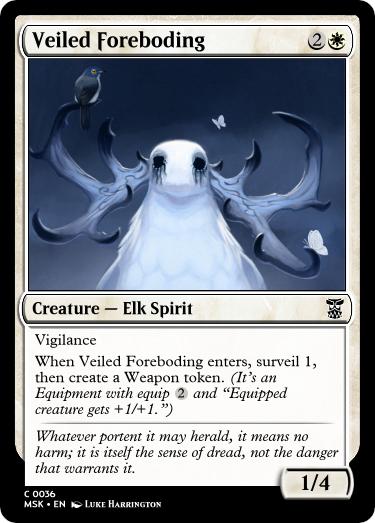 Veiled Foreboding 2
Creature — Elk Spirit
Vigilance
When Veiled Foreboding enters, surveil 1,
then create a Weapon token. (It's an
Equipment with equip 2 and “Equipped
creature gets +1/+1.”)
Whatever portent it may herald, it means no
harm; it is itself the sense of dread, not the danger
that warrants it.
1/4
C 0036
MSK • EN Luke Harrington